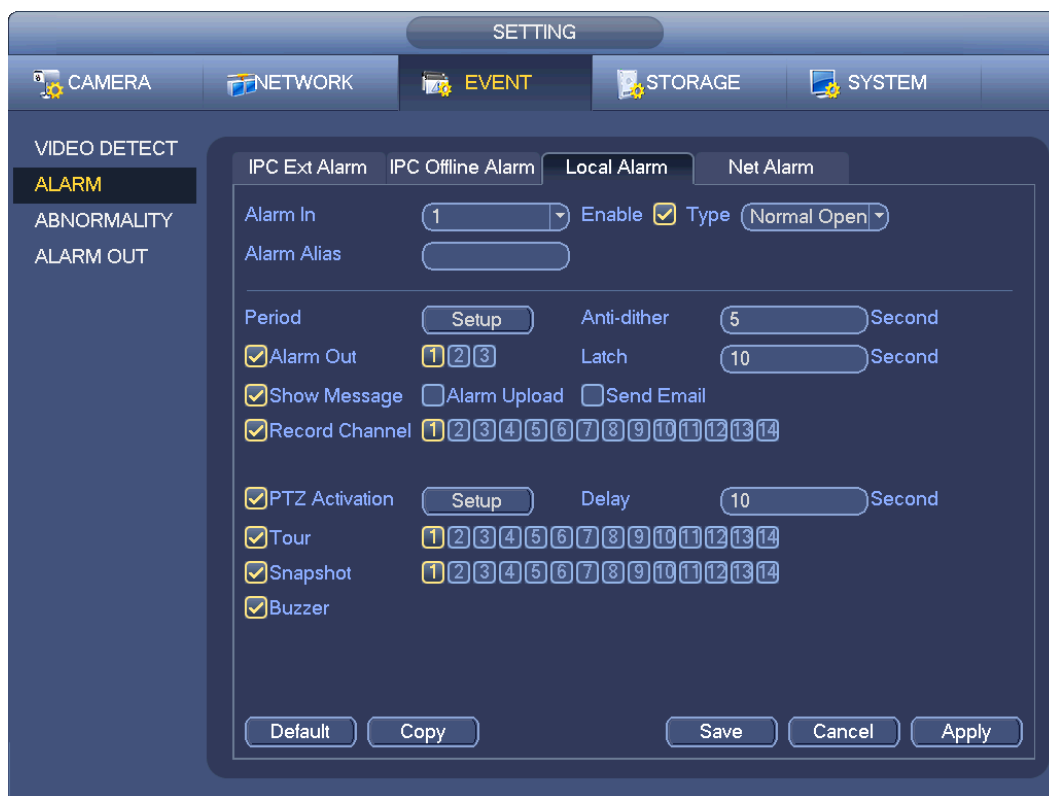 SETTING
CAMERA NETWORK EVENT STORAGE SYSTEM
VIDEO DETECT
ALARM
ABNORMALITY
ALARM OUT
IPC Ext Alarm IPC Offline Alarm Local Alarm Net Alarm
Alarm In 1 Enable Type Normal Open
Alarm Alias
Period Setup Anti-dither 5 Second
Alarm Out 1 2 3 Latch 10 Second
Show Message Alarm Upload Send Email
Record Channel 1 2 3 4 5 6 7 8 9 10 11 12 13 14
PTZ Activation Setup Delay 10 Second
Tour 1 2 3 4 5 6 7 8 9 10 11 12 13 14
Snapshot 1 2 3 4 5 6 7 8 9 10 11 12 13 14
Buzzer
Default Copy Save Cancel Apply